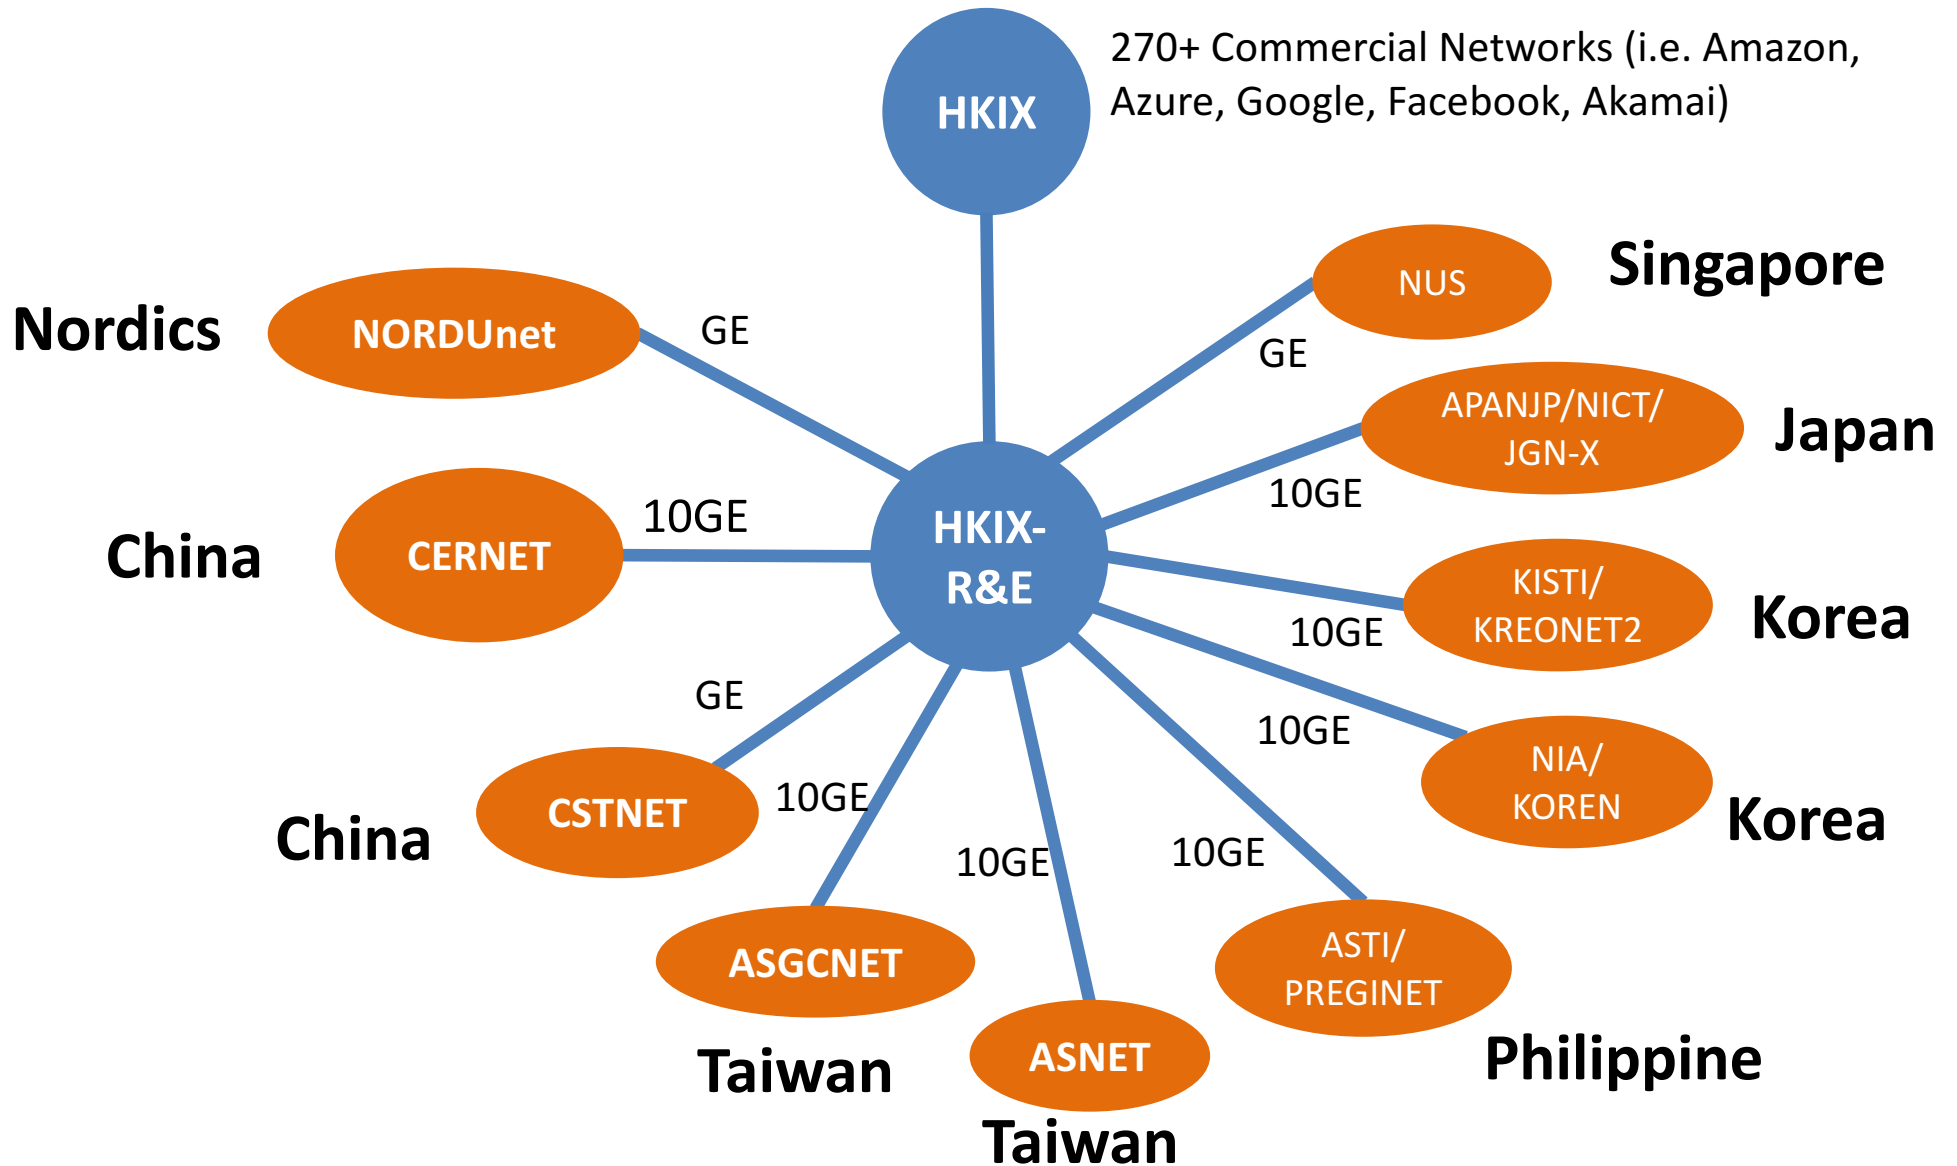 HKIX
270+ Commercial Networks (i.e. Amazon,
Azure, Google, Facebook, Akamai)
Nordics
NORDUnet
GE
NUS
Singapore
GE
APANJP/NICT/
JGN-X
Japan
10GE
China
CERNET
10GE
HKIX-
R&E
KISTI/
KREONET2
Korea
10GE
GE
CSTNET
China
10GE
NIA/
KOREN
Korea
10GE
ASGCNET
Taiwan
10GE
ASNET
Taiwan
10GE
ASTI/
PREGINET
Philippine